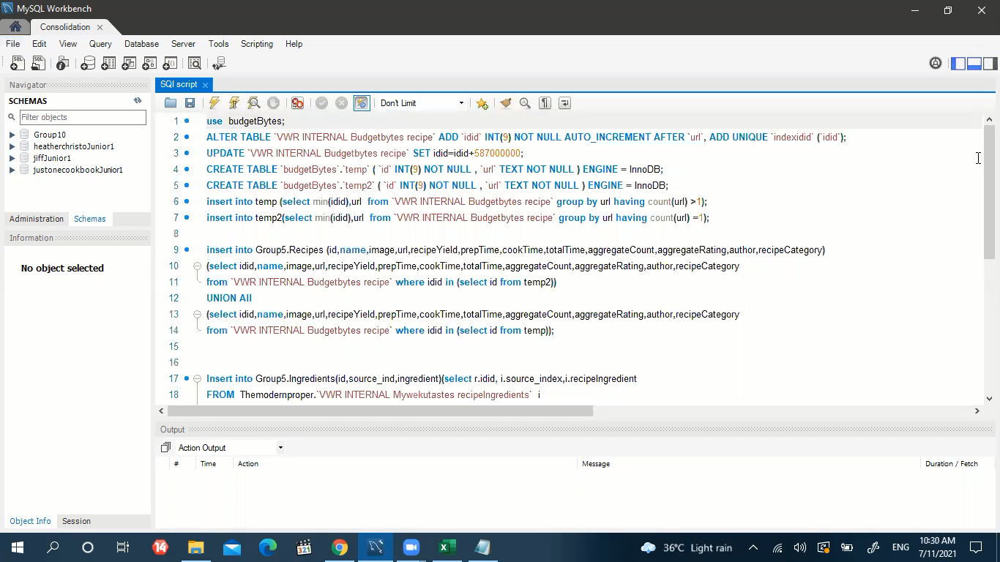 MySQL Workbench
Consolidation
File Edit View Query Database Server Tools Scripting Help
Navigator
SCHEMAS
Filter objects
Group10
heatherchristoJunior1
jiffJunior1
justonecookbookJunior1
Administration Schemas
Information
No object selected
Object Info Session
SQl script
Don't Limit
1 use budgetBytes;
2 ALTER TABLE `VWR INTERNAL Budgetbytes recipe` ADD `idid` INT(9) NOT NULL AUTO_INCREMENT AFTER `url`, ADD UNIQUE `indexidid` (`idid`);
3 UPDATE `VWR INTERNAL Budgetbytes recipe` SET idid=idid+587000000;
4 CREATE TABLE `budgetBytes`.`temp` ( `id` INT(9) NOT NULL , `url` TEXT NOT NULL ) ENGINE = InnoDB;
5 CREATE TABLE `budgetBytes`.`temp2` ( `id` INT(9) NOT NULL , `url` TEXT NOT NULL ) ENGINE = InnoDB;
6 insert into temp (select min(idid),url from `VWR INTERNAL Budgetbytes recipe` group by url having count(url) >1);
7 insert into temp2(select min(idid),url from `VWR INTERNAL Budgetbytes recipe` group by url having count(url) =1);
8
9 insert into Group5.Recipes (id,name,image,url,recipeYield,prepTime,cookTime,totalTime,aggregateCount,aggregateRating,author,recipeCategory)
10 (select idid,name,image,url,recipeYield,prepTime,cookTime,totalTime,aggregateCount,aggregateRating,author,recipeCategory
11 from `VWR INTERNAL Budgetbytes recipe` where idid in (select id from temp2))
12 UNION All
13 (select idid,name,image,url,recipeYield,prepTime,cookTime,totalTime,aggregateCount,aggregateRating,author,recipeCategory
14 from `VWR INTERNAL Budgetbytes recipe` where idid in (select id from temp));
15
16
17 Insert into Group5.Ingredients(id,source_ind,ingredient)(select r.idid, i.source_index,i.recipeIngredient
18 FROM Themodernproper.`VWR INTERNAL Mywekutastes recipeIngredients` i
Output
Action Output
# Time Action Message Duration / Fetch
14
321
36°C Light rain
ENG
10:30 AM
7/11/2021